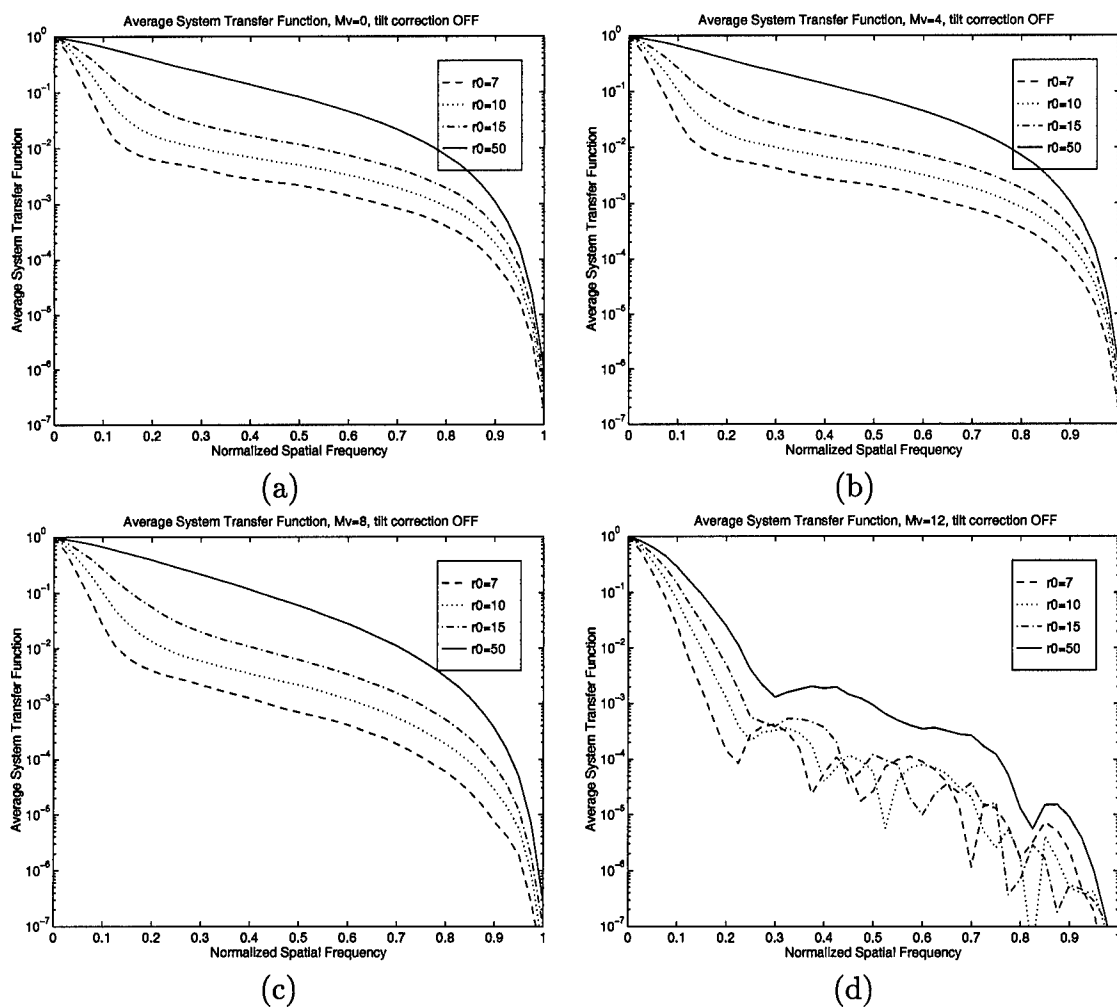 Average System Transfer Function, Mv=0, tilt correction OFF
Average System Transfer Function
10^0
10^-1
10^-2
10^-3
10^-4
10^-5
10^-6
10^-7
r0=7
r0=10
r0=15
r0=50
0 0.1 0.2 0.3 0.4 0.5 0.6 0.7 0.8 0.9 1
Normalized Spatial Frequency
(a)
Average System Transfer Function, Mv=4, tilt correction OFF
Average System Transfer Function
10^0
10^-1
10^-2
10^-3
10^-4
10^-5
10^-6
10^-7
r0=7
r0=10
r0=15
r0=50
0 0.1 0.2 0.3 0.4 0.5 0.6 0.7 0.8 0.9
Normalized Spatial Frequency
(b)
Average System Transfer Function, Mv=8, tilt correction OFF
Average System Transfer Function
10^0
10^-1
10^-2
10^-3
10^-4
10^-5
10^-6
10^-7
r0=7
r0=10
r0=15
r0=50
0 0.1 0.2 0.3 0.4 0.5 0.6 0.7 0.8 0.9 1
Normalized Spatial Frequency
(c)
Average System Transfer Function, Mv=12, tilt correction OFF
Average System Transfer Function
10^0
10^-1
10^-2
10^-3
10^-4
10^-5
10^-6
10^-7
r0=7
r0=10
r0=15
r0=50
0 0.1 0.2 0.3 0.4 0.5 0.6 0.7 0.8 0.9
Normalized Spatial Frequency
(d)